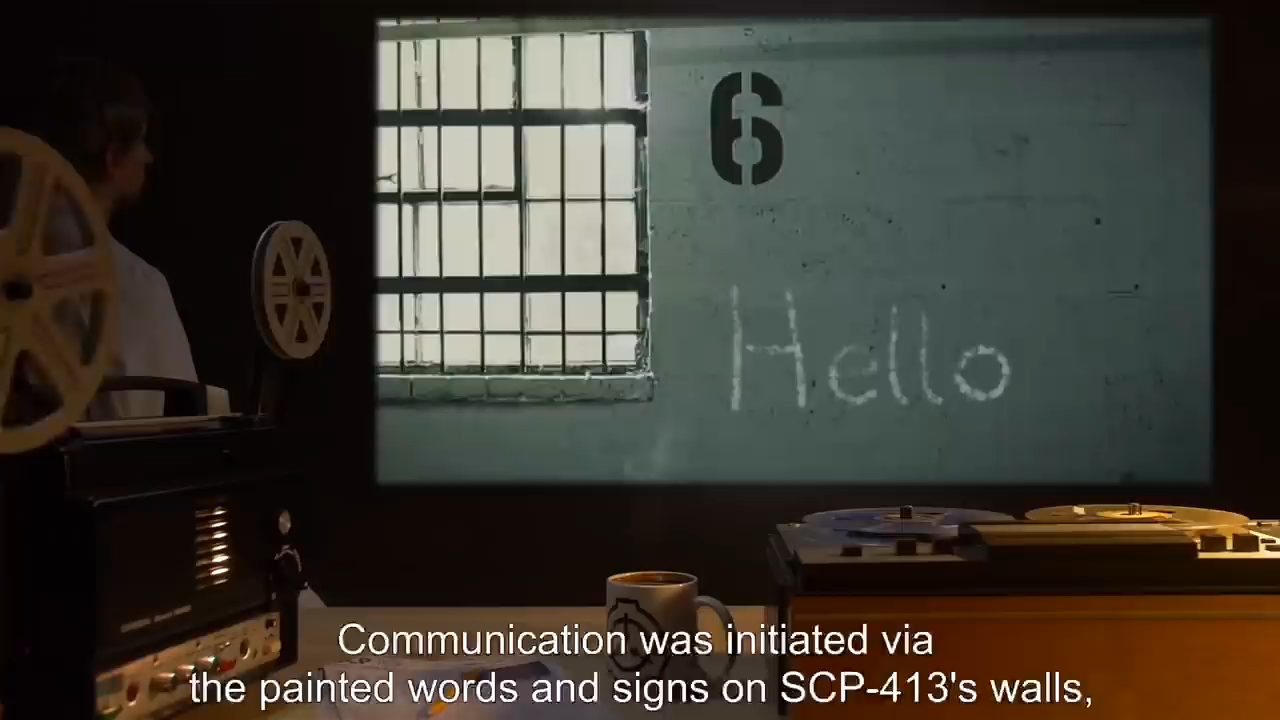 6
Hello
Communication was initiated via
the painted words and signs on SCP-413's walls,